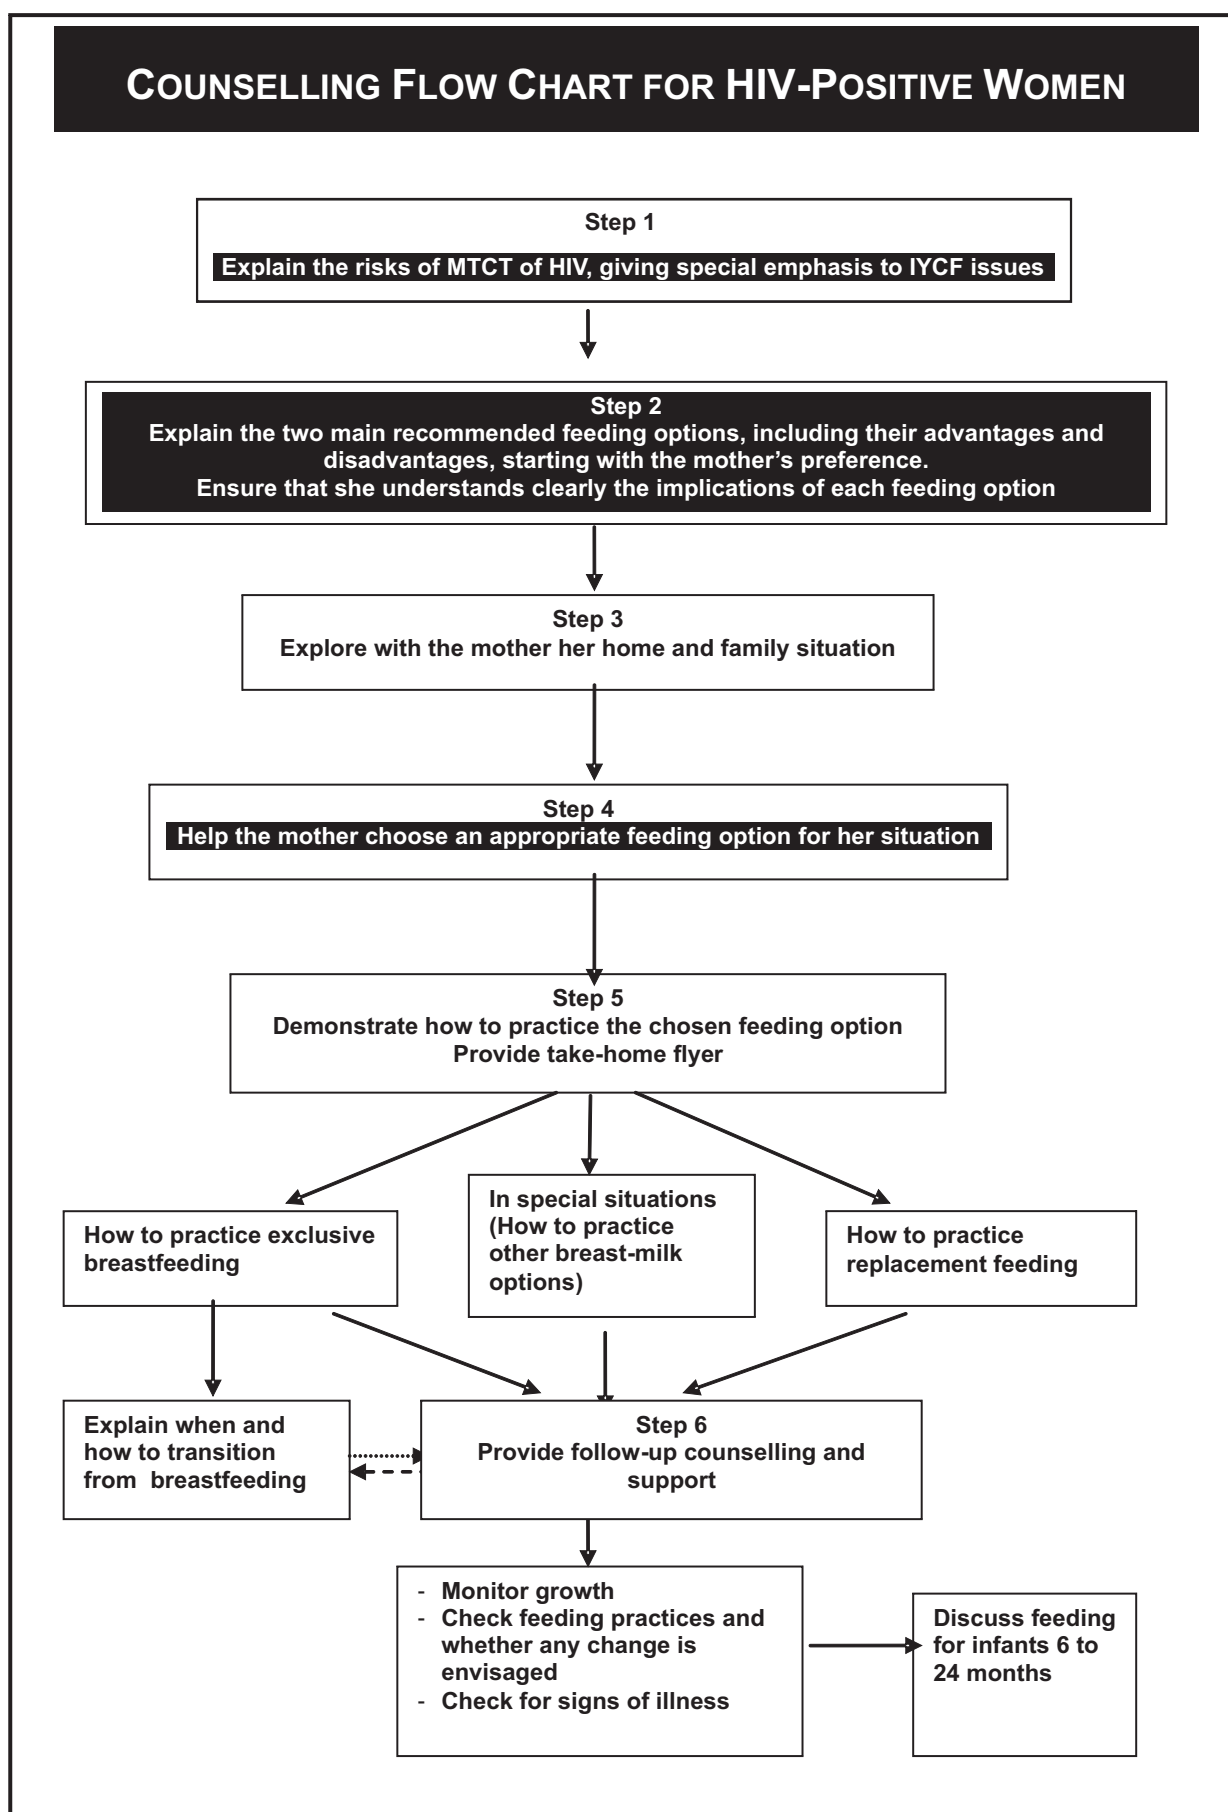 COUNSELLING FLOW CHART FOR HIV-POSITIVE WOMEN
Step 1
Explain the risks of MTCT of HIV, giving special emphasis to IYCF issues
Step 2
Explain the two main recommended feeding options, including their advantages and
disadvantages, starting with the mother's preference.
Ensure that she understands clearly the implications of each feeding option
Step 3
Explore with the mother her home and family situation
Step 4
Help the mother choose an appropriate feeding option for her situation
Step 5
Demonstrate how to practice the chosen feeding option
Provide take-home flyer
How to practice exclusive
breastfeeding
In special situations
(How to practice
other breast-milk
options)
How to practice
replacement feeding
Explain when and
how to transition
from breastfeeding
Step 6
Provide follow-up counselling and
support
- Monitor growth
- Check feeding practices and
whether any change is
envisaged
- Check for signs of illness
Discuss feeding
for infants 6 to
24 months